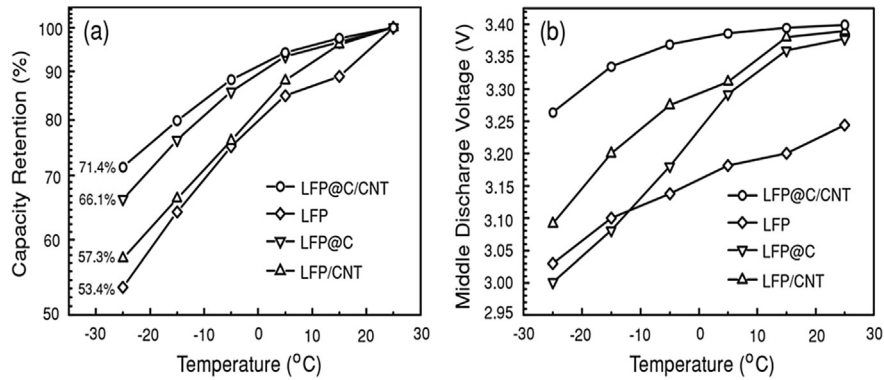 (a)
Capacity Retention (%)
100
90
80
70
60
50
71.4%
66.1%
57.3%
53.4%
LFP@C/CNT
LFP
LFP@C
LFP/CNT
-30 -20 -10 0 10 20 30
Temperature (°C)
(b)
Middle Discharge Voltage (V)
3.40
3.40
3.35
3.30
3.25
3.20
3.15
3.10
3.05
3.00
2.95
LFP@C/CNT
LFP
LFP@C
LFP/CNT
-30 -20 -10 0 10 20 30
Temperature (°C)